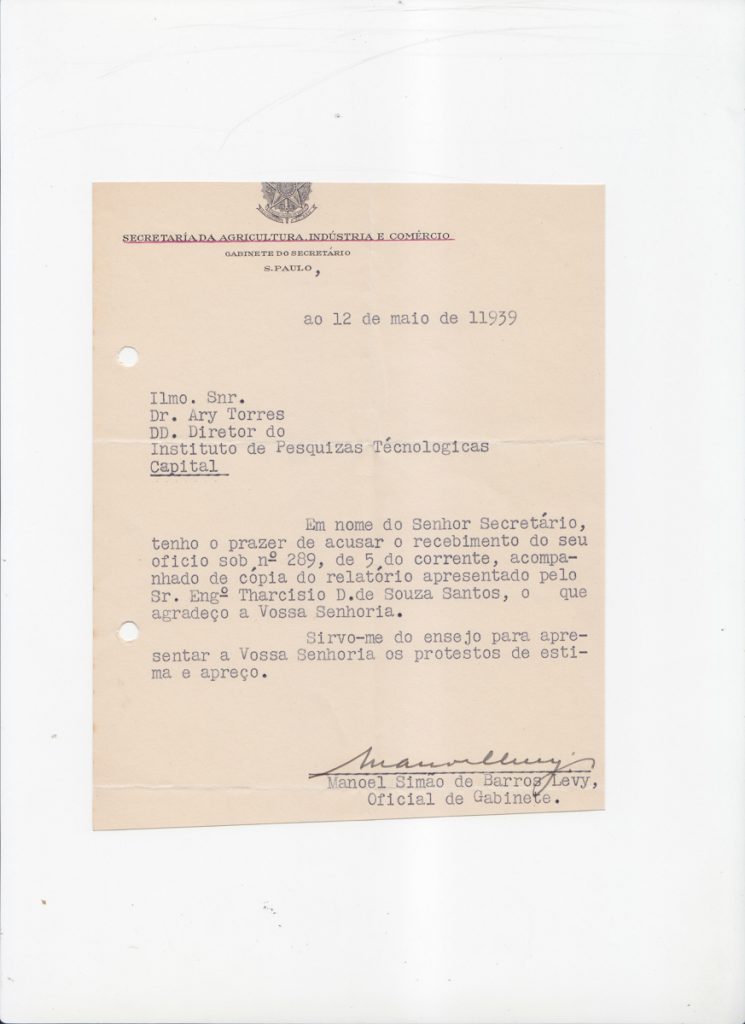 SECRETARÍA DA AGRICULTURA, INDÚSTRIA E COMÉRCIO
GABINETE DO SECRETÁRIO
S. PAULO,
ao 12 de maio de 11939
Ilmo. Snr.
Dr. Ary Torres
DD. Diretor do
Instituto de Pesquizas Técnologicas
Capital
Em nome do Senhor Secretário,
tenho o prazer de acusar o recebimento do seu
oficio sob nº 289, de 5 do corrente, acompa-
nhado de cópia do relatório apresentado pelo
Sr. Engº Tharcisio D.de Souza Santos, o que
agradeço a Vossa Senhoria.
Sirvo-me do ensejo para apre-
sentar a Vossa Senhoria os protestos de esti-
ma e apreço.
Manoel Simão de Barros Levy,
Oficial de Gabinete.